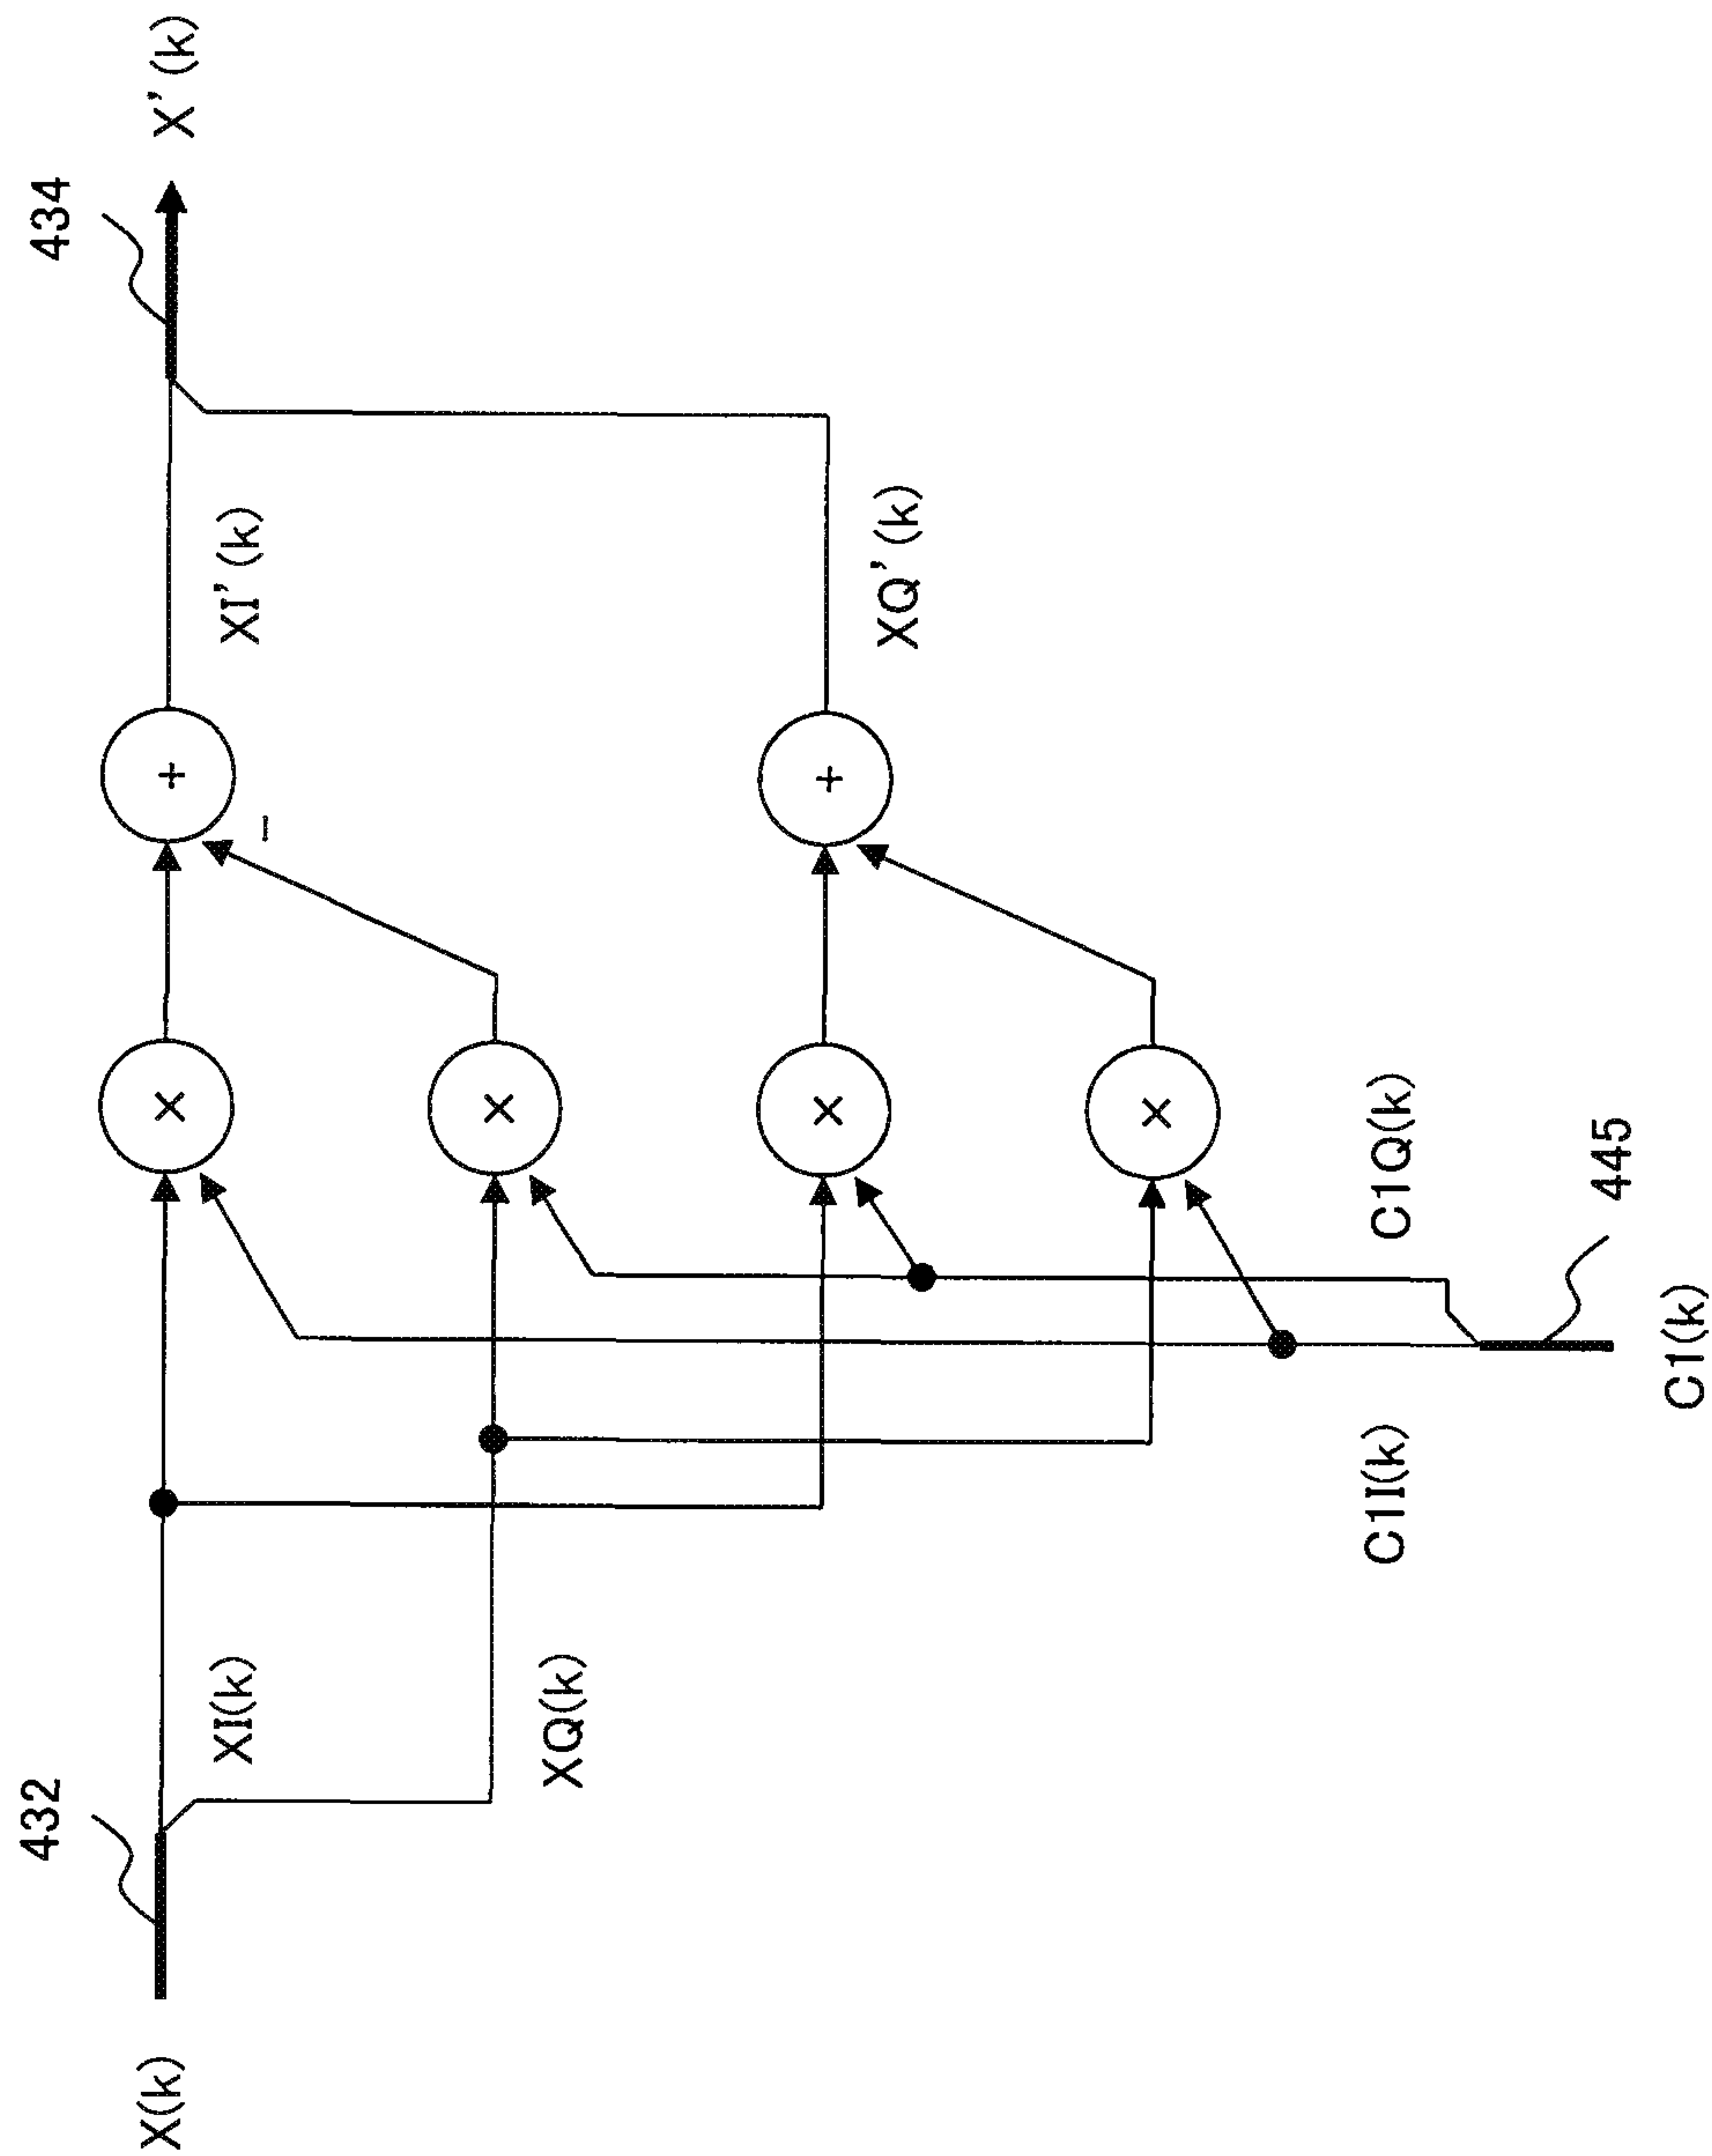 432
434
X(k)
X'(k)
XI(k)
XI'(k)
×
+
−
XQ(k)
×
XQ'(k)
×
+
×
C1I(k)
C1Q(k)
445
C1(k)